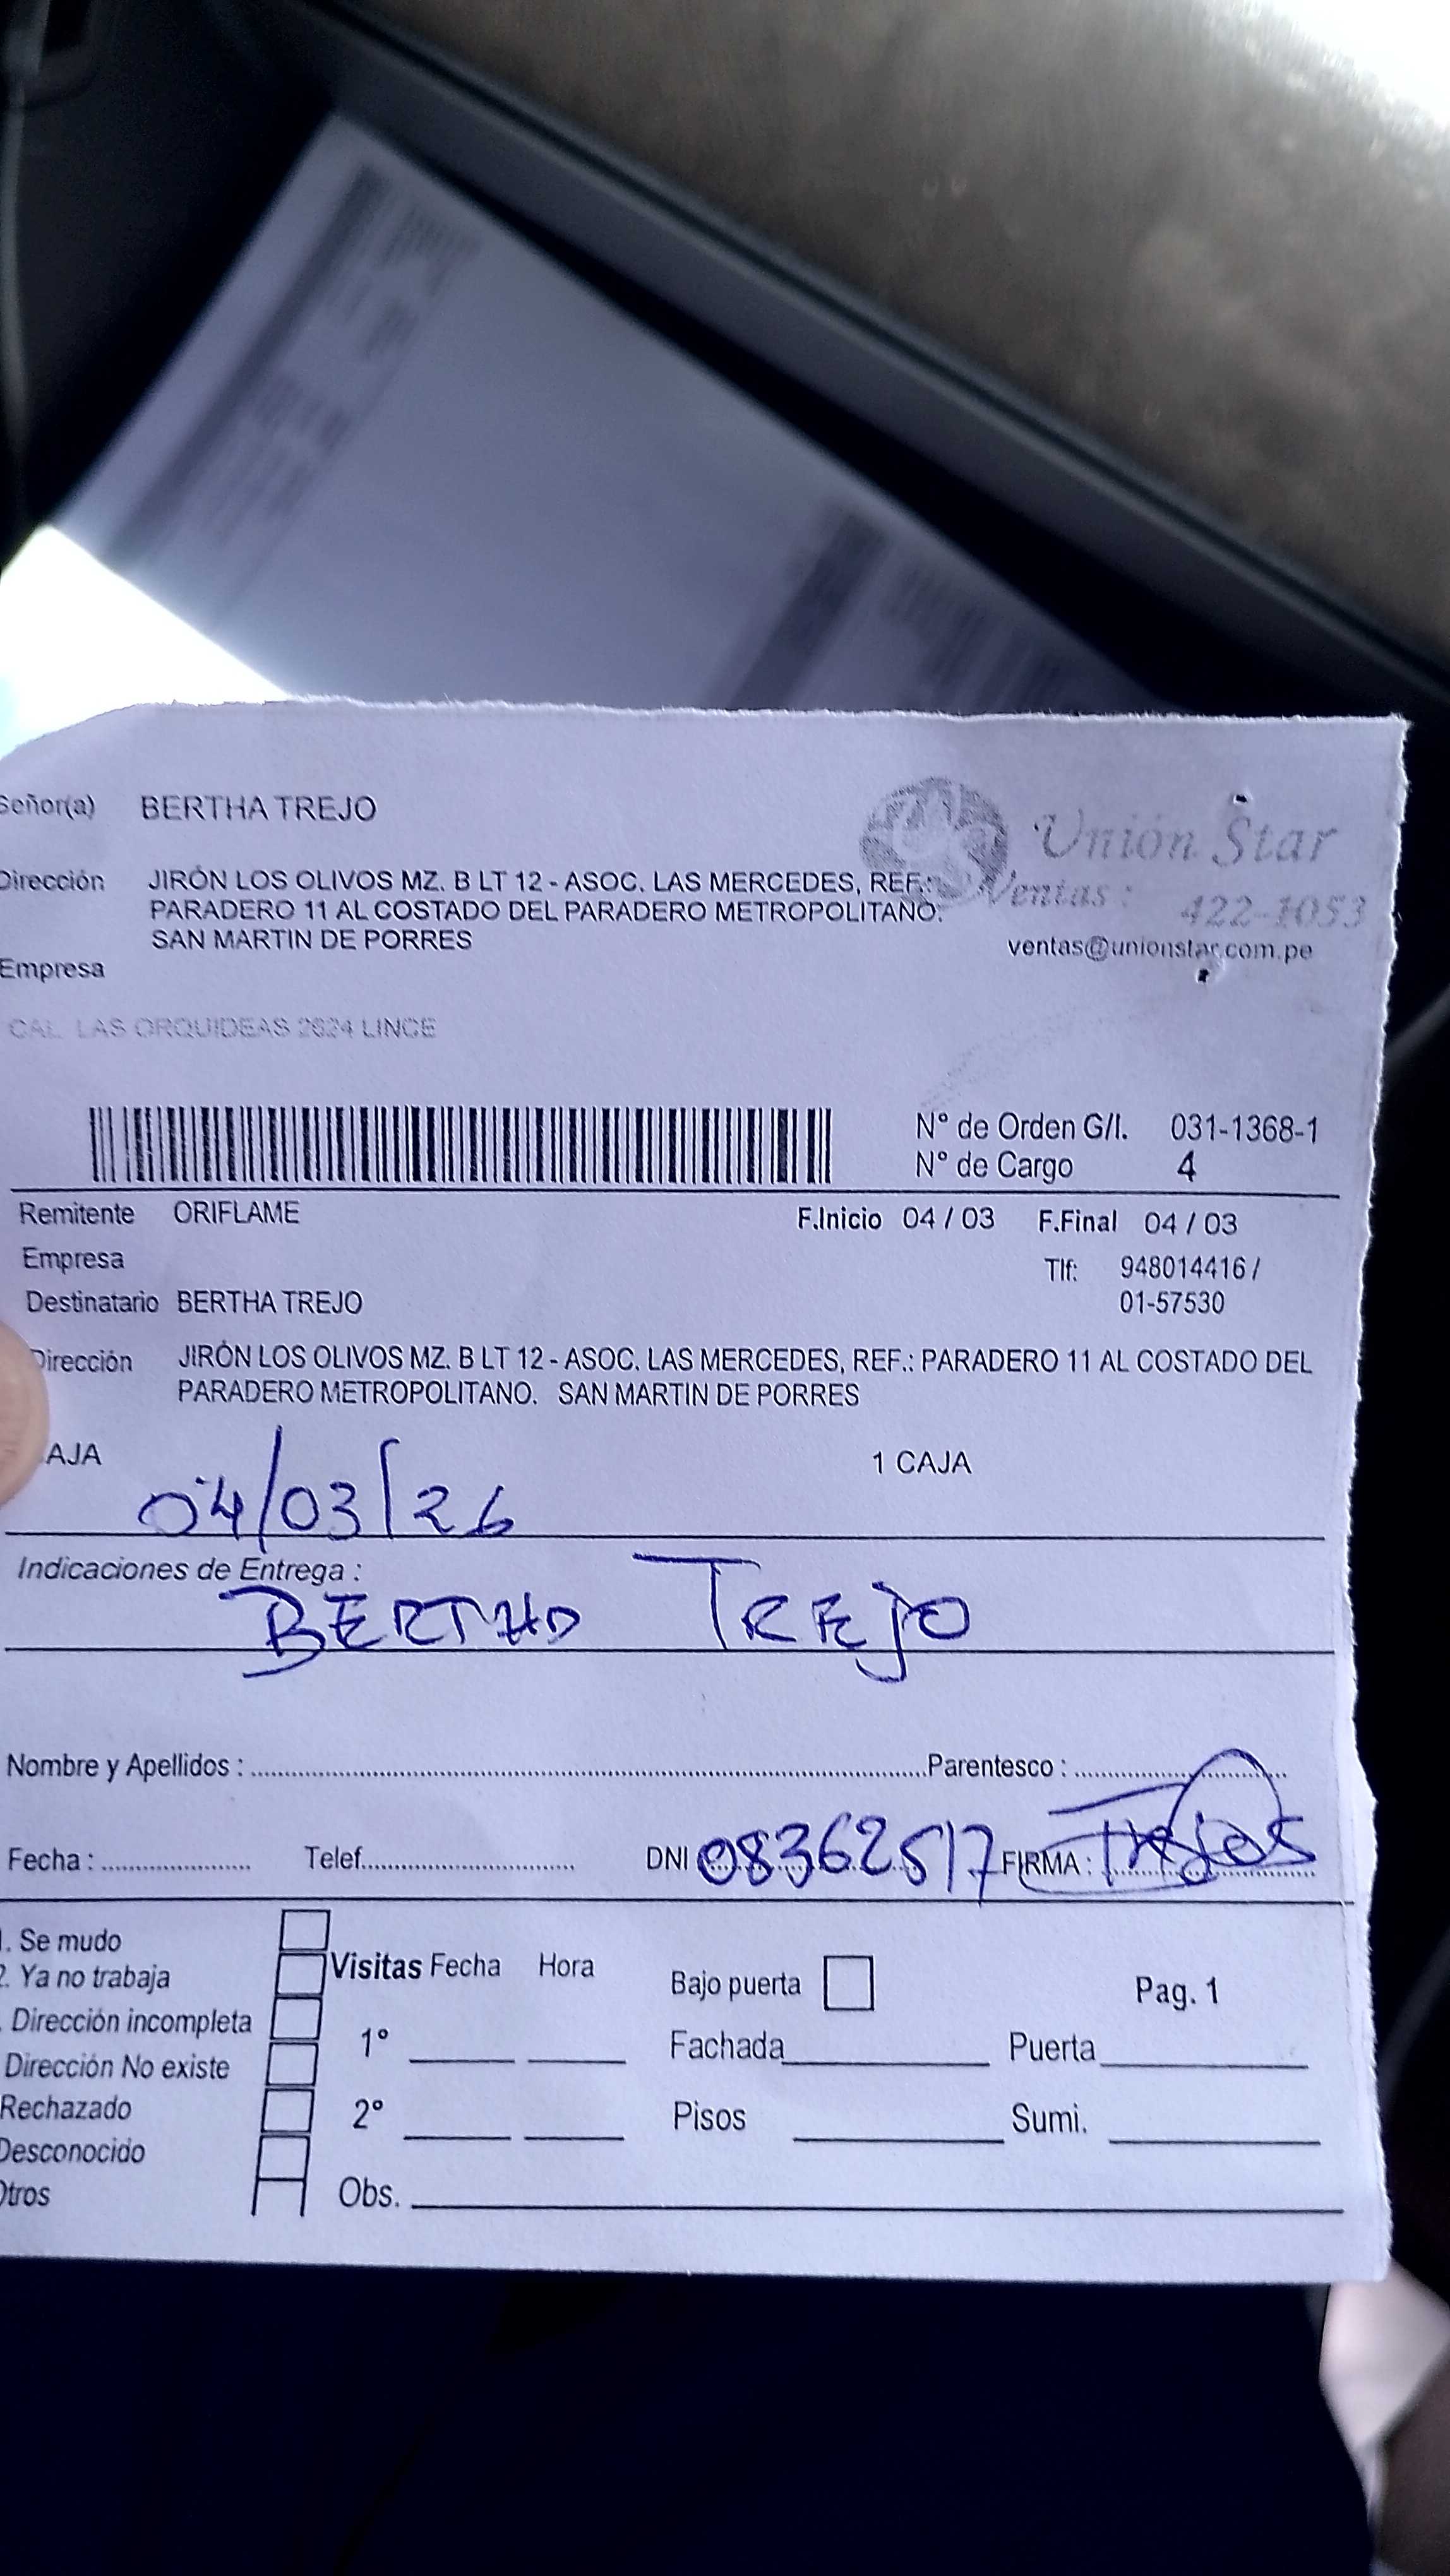 Señor(a) BERTHA TREJO
Unión Star
Dirección JIRÓN LOS OLIVOS MZ. B LT 12 - ASOC. LAS MERCEDES, REF.:
Ventas :
PARADERO 11 AL COSTADO DEL PARADERO METROPOLITANO.
422-1053
SAN MARTIN DE PORRES
ventas@unionstar.com.pe
Empresa
CAL. LAS ORQUIDEAS 2624 LINCE
N° de Orden G/I. 031-1368-1
N° de Cargo 4
Remitente ORIFLAME F.Inicio 04 / 03 F.Final 04 / 03
Empresa
Tlf: 948014416 /
Destinatario BERTHA TREJO 01-57530
Dirección JIRÓN LOS OLIVOS MZ. B LT 12 - ASOC. LAS MERCEDES, REF.: PARADERO 11 AL COSTADO DEL
PARADERO METROPOLITANO. SAN MARTIN DE PORRES
AJA 1 CAJA
04/03/26
Indicaciones de Entrega :
BERTHA TREJO
Nombre y Apellidos : Parentesco :
Fecha : Telef. DNI 08362517 FIRMA :
1. Se mudo
2. Ya no trabaja
Visitas Fecha Hora
Bajo puerta
Pag. 1
. Dirección incompleta
1° Fachada Puerta
Dirección No existe
Rechazado
2° Pisos Sumi.
Desconocido
Otros Obs.